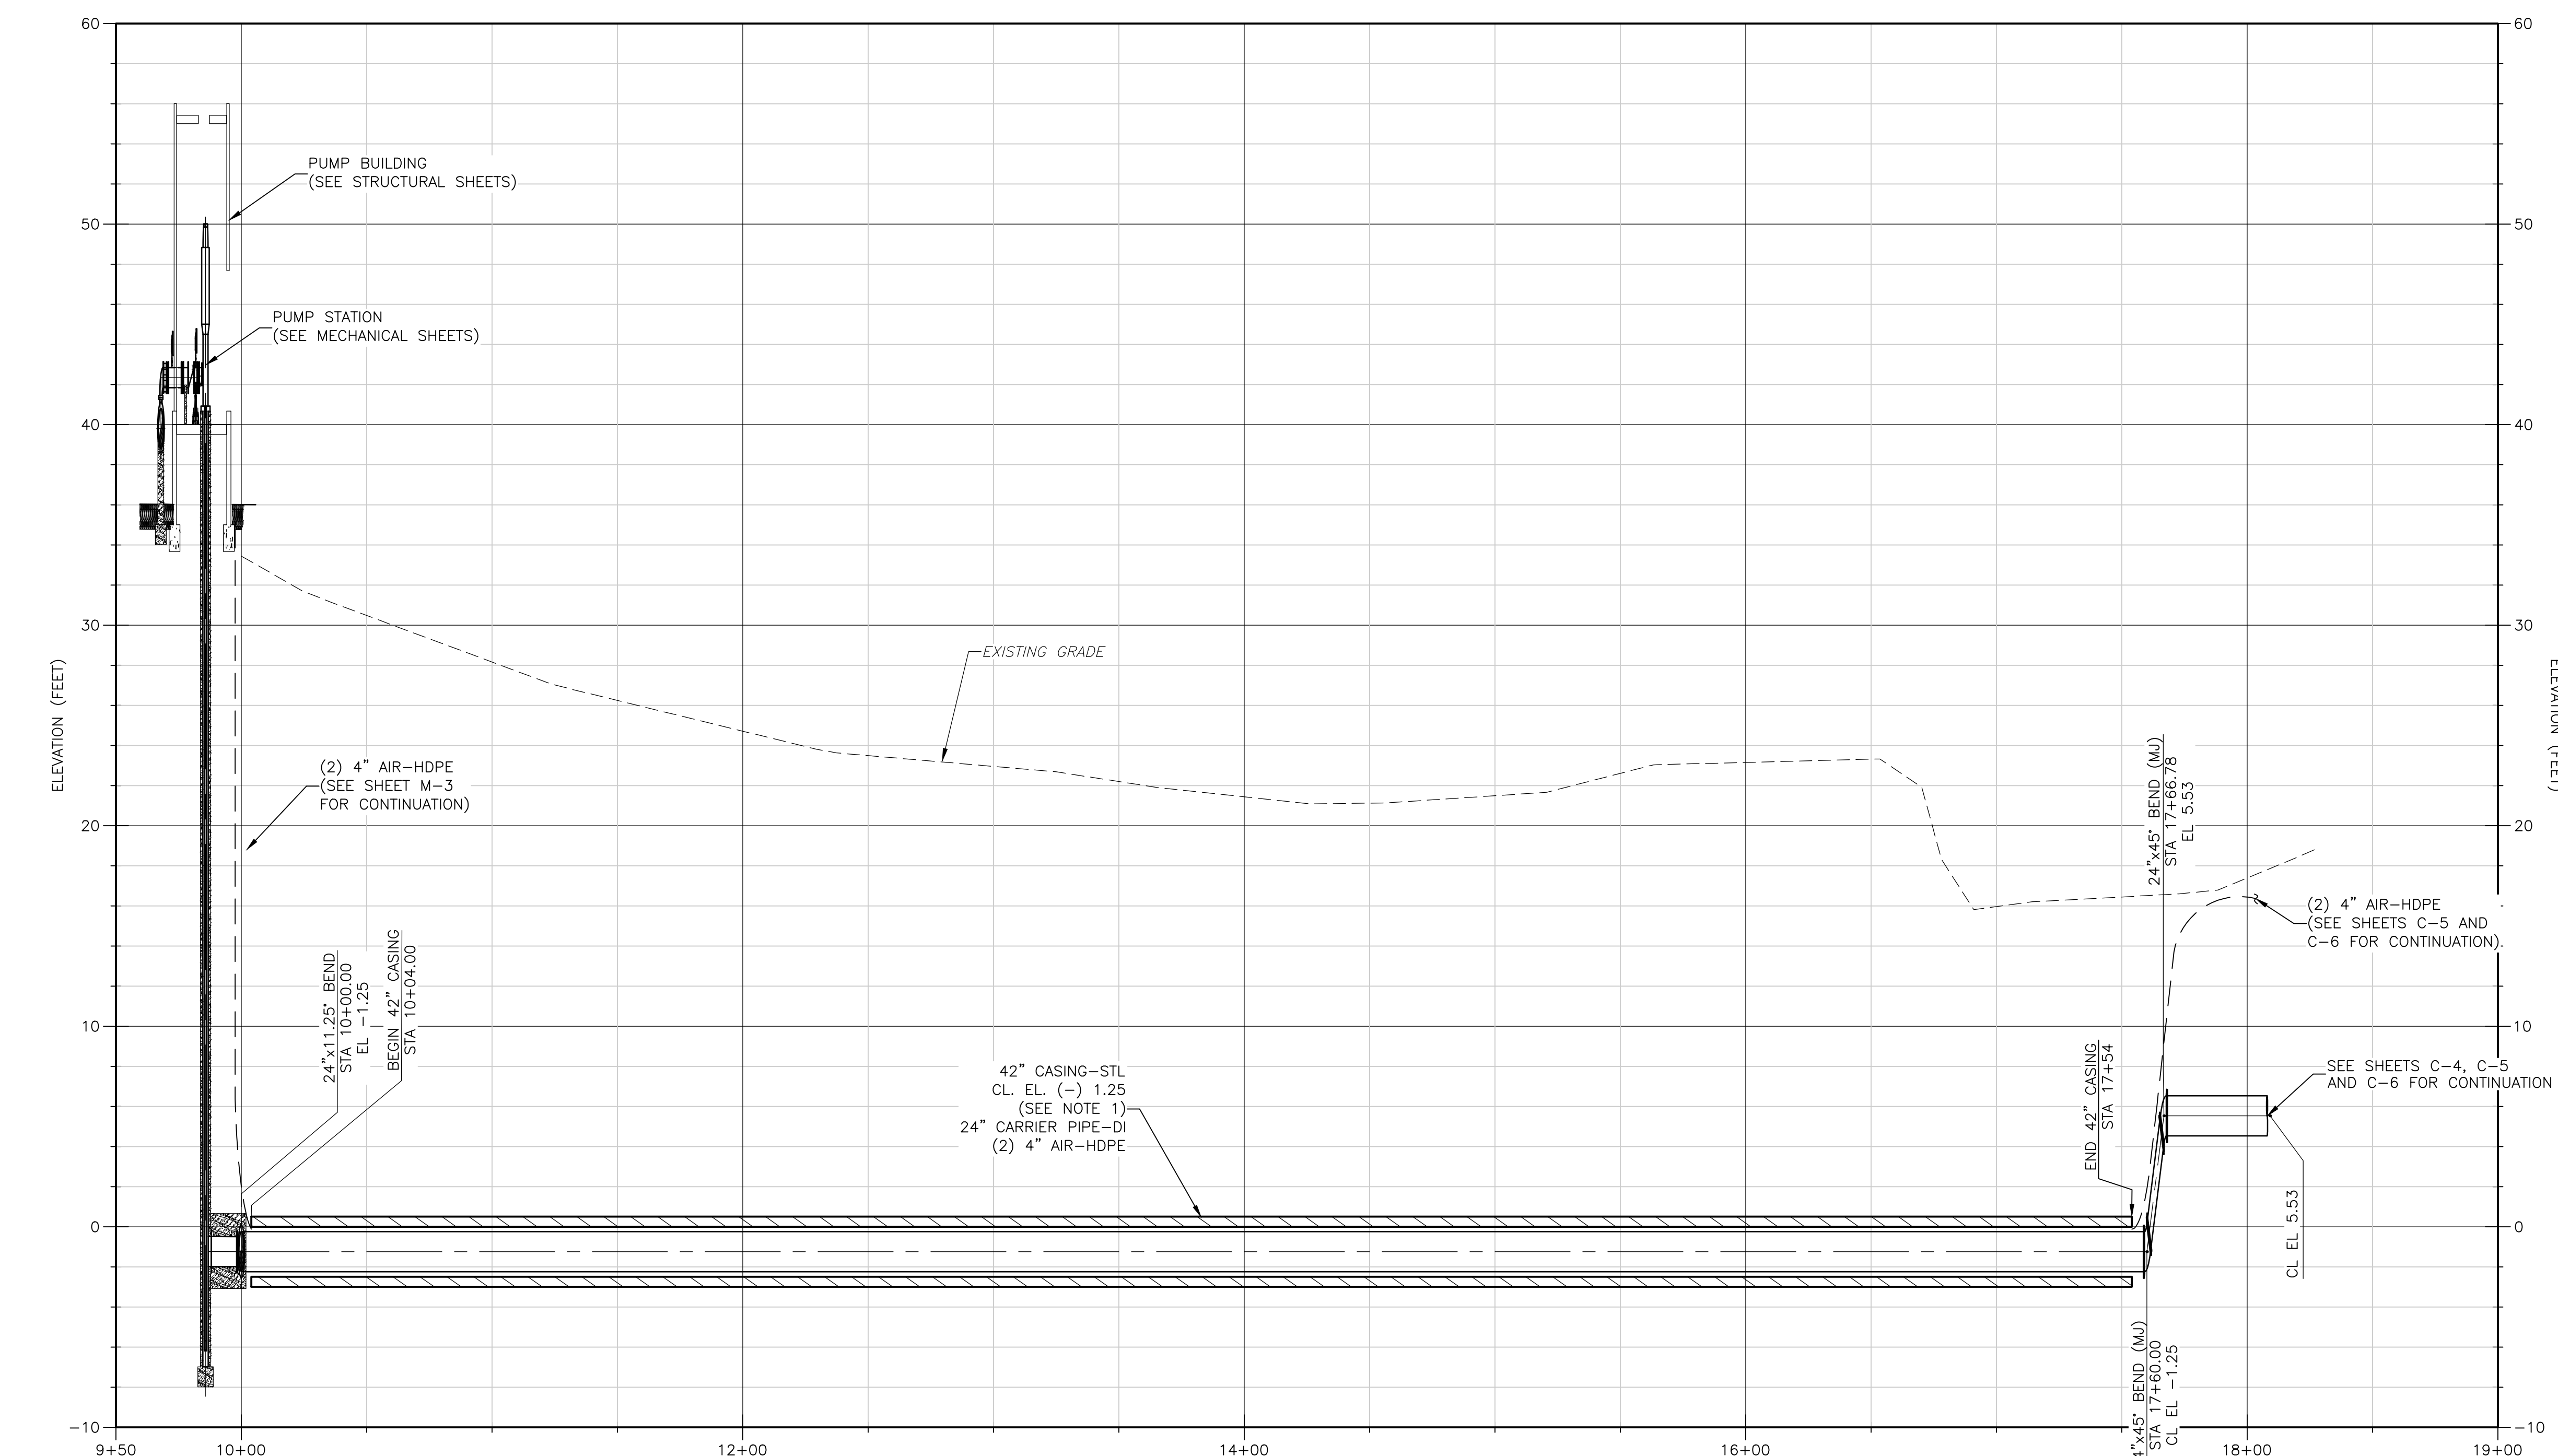 60
60
PUMP BUILDING
(SEE STRUCTURAL SHEETS)
50
50
PUMP STATION
(SEE MECHANICAL SHEETS)
40
40
30
30
EXISTING GRADE
ELEVATION (FEET)
ELEVATION (FEET)
(2) 4" AIR-HDPE
(SEE SHEET M-3
FOR CONTINUATION)
20
20
24"x45° BEND (MJ)
STA 17+66.78
EL 5.53
(2) 4" AIR-HDPE
(SEE SHEETS C-5 AND
C-6 FOR CONTINUATION).
24"x11.25° BEND
STA 10+00.00
EL -1.25
BEGIN 42" CASING
STA 10+04.00
10
10
42" CASING-STL
CL. EL. (-) 1.25
(SEE NOTE 1)
24" CARRIER PIPE-DI
(2) 4" AIR-HDPE
END 42" CASING
STA 17+54
SEE SHEETS C-4, C-5
AND C-6 FOR CONTINUATION
CL EL 5.53
0
0
4"x45° BEND (MJ)
STA 17+60.00
CL EL -1.25
-10
-10
9+50
10+00
12+00
14+00
16+00
18+00
19+00